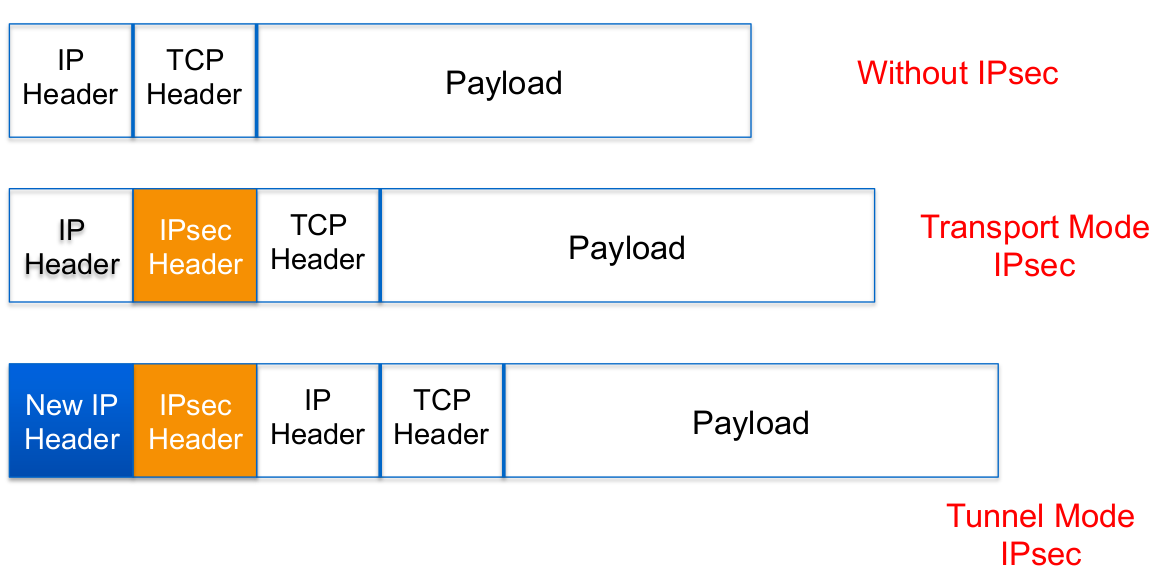 IP
Header
TCP
Header
Payload
Without IPsec
IP
Header
IPsec
Header
TCP
Header
Payload
Transport Mode
IPsec
New IP
Header
IPsec
Header
IP
Header
TCP
Header
Payload
Tunnel Mode
IPsec